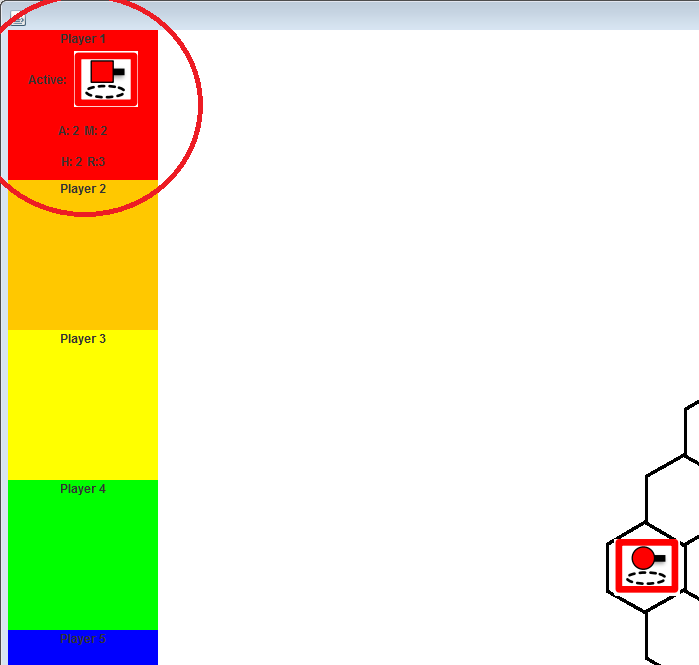 Player 1
Active:
A: 2 M: 2
H: 2 R:3
Player 2
Player 3
Player 4
Player 5